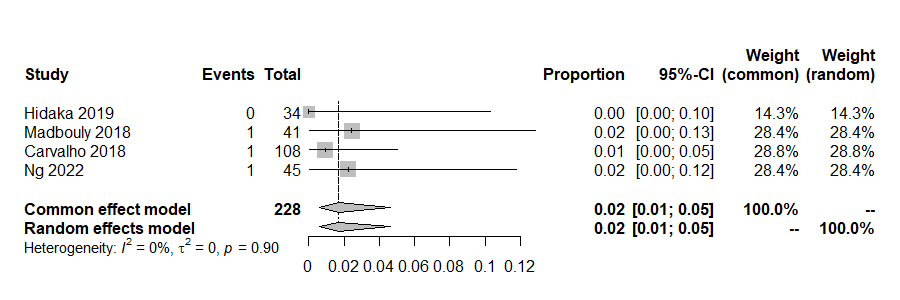 Weight Weight
Study Events Total Proportion 95%-CI (common) (random)
Hidaka 2019 0 34 0.00 [0.00; 0.10] 14.3% 14.3%
Madbouly 2018 1 41 0.02 [0.00; 0.13] 28.4% 28.4%
Carvalho 2018 1 108 0.01 [0.00; 0.05] 28.8% 28.8%
Ng 2022 1 45 0.02 [0.00; 0.12] 28.4% 28.4%
Common effect model 228 0.02 [0.01; 0.05] 100.0% --
Random effects model 0.02 [0.01; 0.05] -- 100.0%
Heterogeneity: I² = 0%, τ² = 0, p = 0.90
0 0.02 0.04 0.06 0.08 0.1 0.12